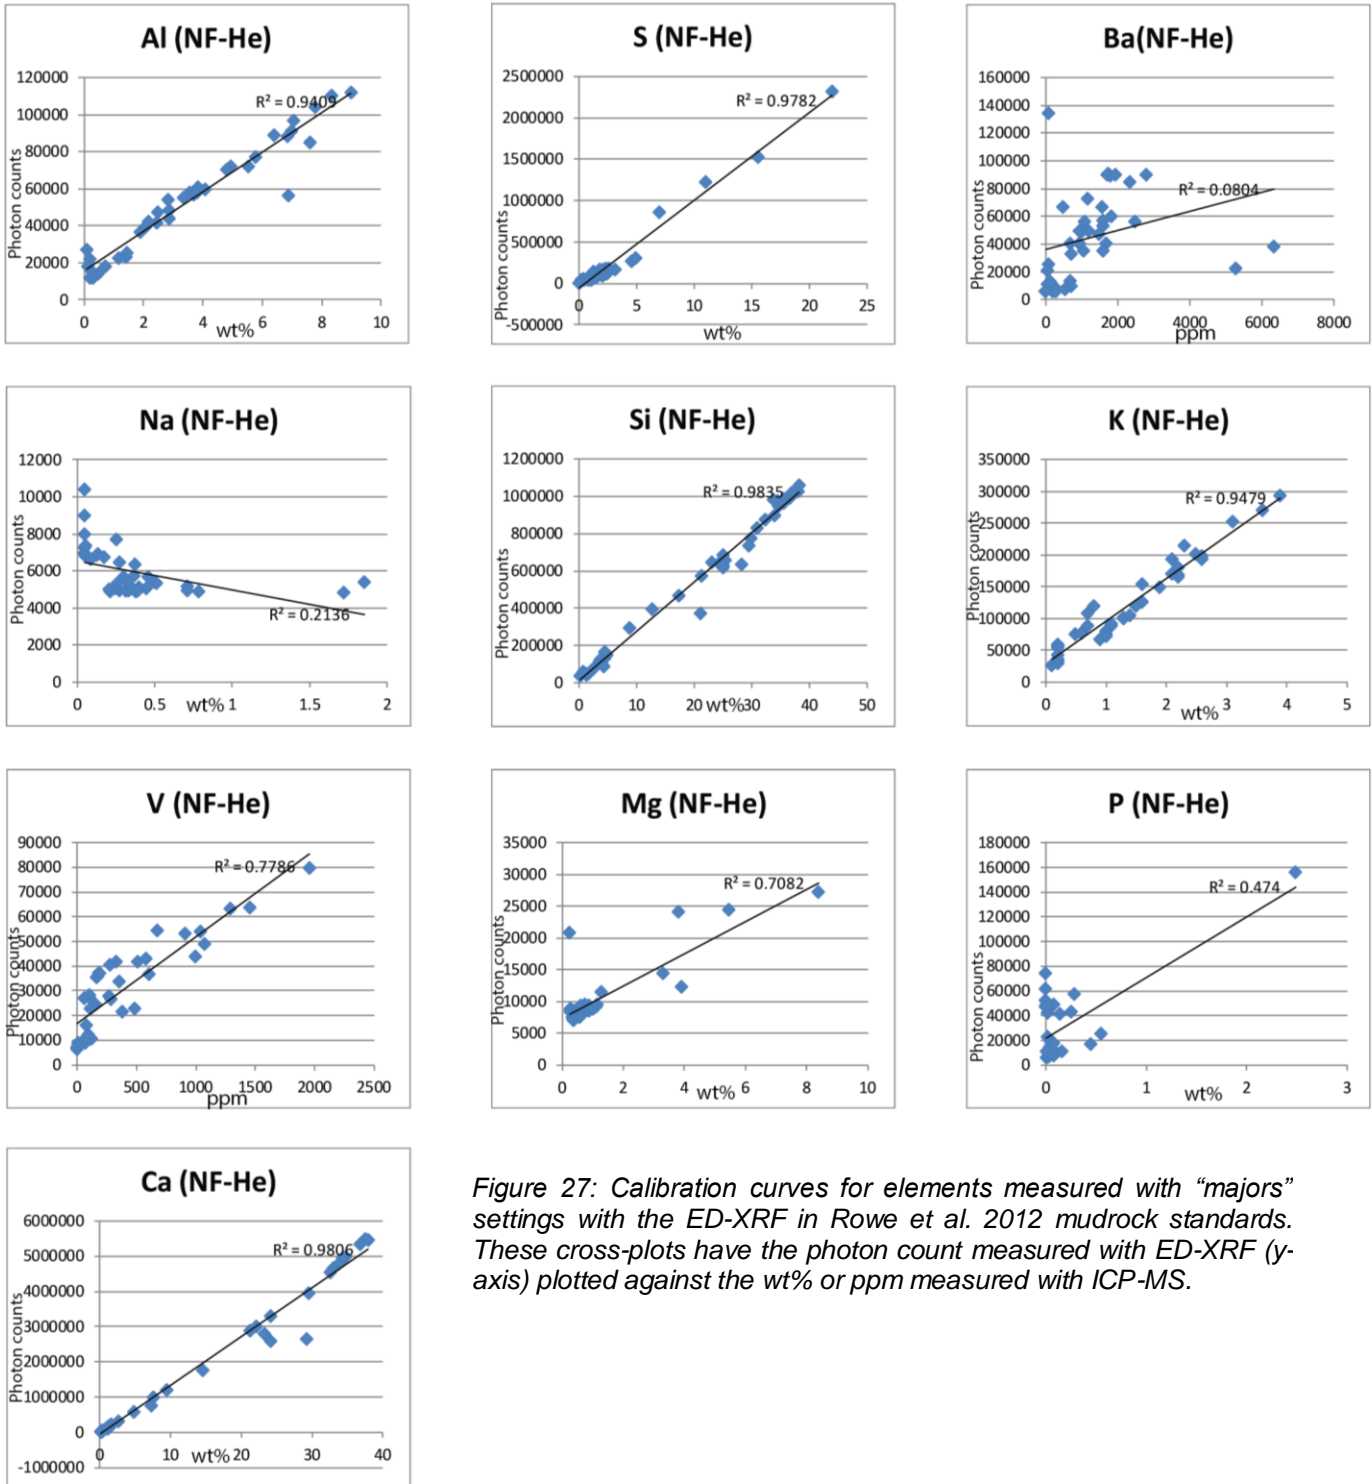 Al (NF-He)
120000
100000
80000
60000
40000
20000
0
Photon counts
R² = 0.9409
0 2 4 6 8 10
wt%
S (NF-He)
2500000
2000000
1500000
1000000
500000
0
-500000
Photon counts
R² = 0.9782
0 5 10 15 20 25
wt%
Ba(NF-He)
160000
140000
120000
100000
80000
60000
40000
20000
0
Photon counts
R² = 0.0804
0 2000 4000 6000 8000
ppm
Na (NF-He)
12000
10000
8000
6000
4000
2000
0
Photon counts
R² = 0.2136
0 0.5 1 1.5 2
wt%
Si (NF-He)
1200000
1000000
800000
600000
400000
200000
0
Photon counts
R² = 0.9835
0 10 20 30 40 50
wt%
K (NF-He)
350000
300000
250000
200000
150000
100000
50000
0
Photon counts
R² = 0.9479
0 1 2 3 4 5
wt%
V (NF-He)
90000
80000
70000
60000
50000
40000
30000
20000
10000
0
Photon counts
R² = 0.7786
0 500 1000 1500 2000 2500
ppm
Mg (NF-He)
35000
30000
25000
20000
15000
10000
5000
0
Photon counts
R² = 0.7082
0 2 4 6 8 10
wt%
P (NF-He)
180000
160000
140000
120000
100000
80000
60000
40000
20000
0
Photon counts
R² = 0.474
0 1 2 3
wt%
Ca (NF-He)
6000000
5000000
4000000
3000000
2000000
1000000
0
-1000000
Photon counts
R² = 0.9806
0 10 20 30 40
wt%
Figure 27: Calibration curves for elements measured with “majors”
settings with the ED-XRF in Rowe et al. 2012 mudrock standards.
These cross-plots have the photon count measured with ED-XRF (y-
axis) plotted against the wt% or ppm measured with ICP-MS.